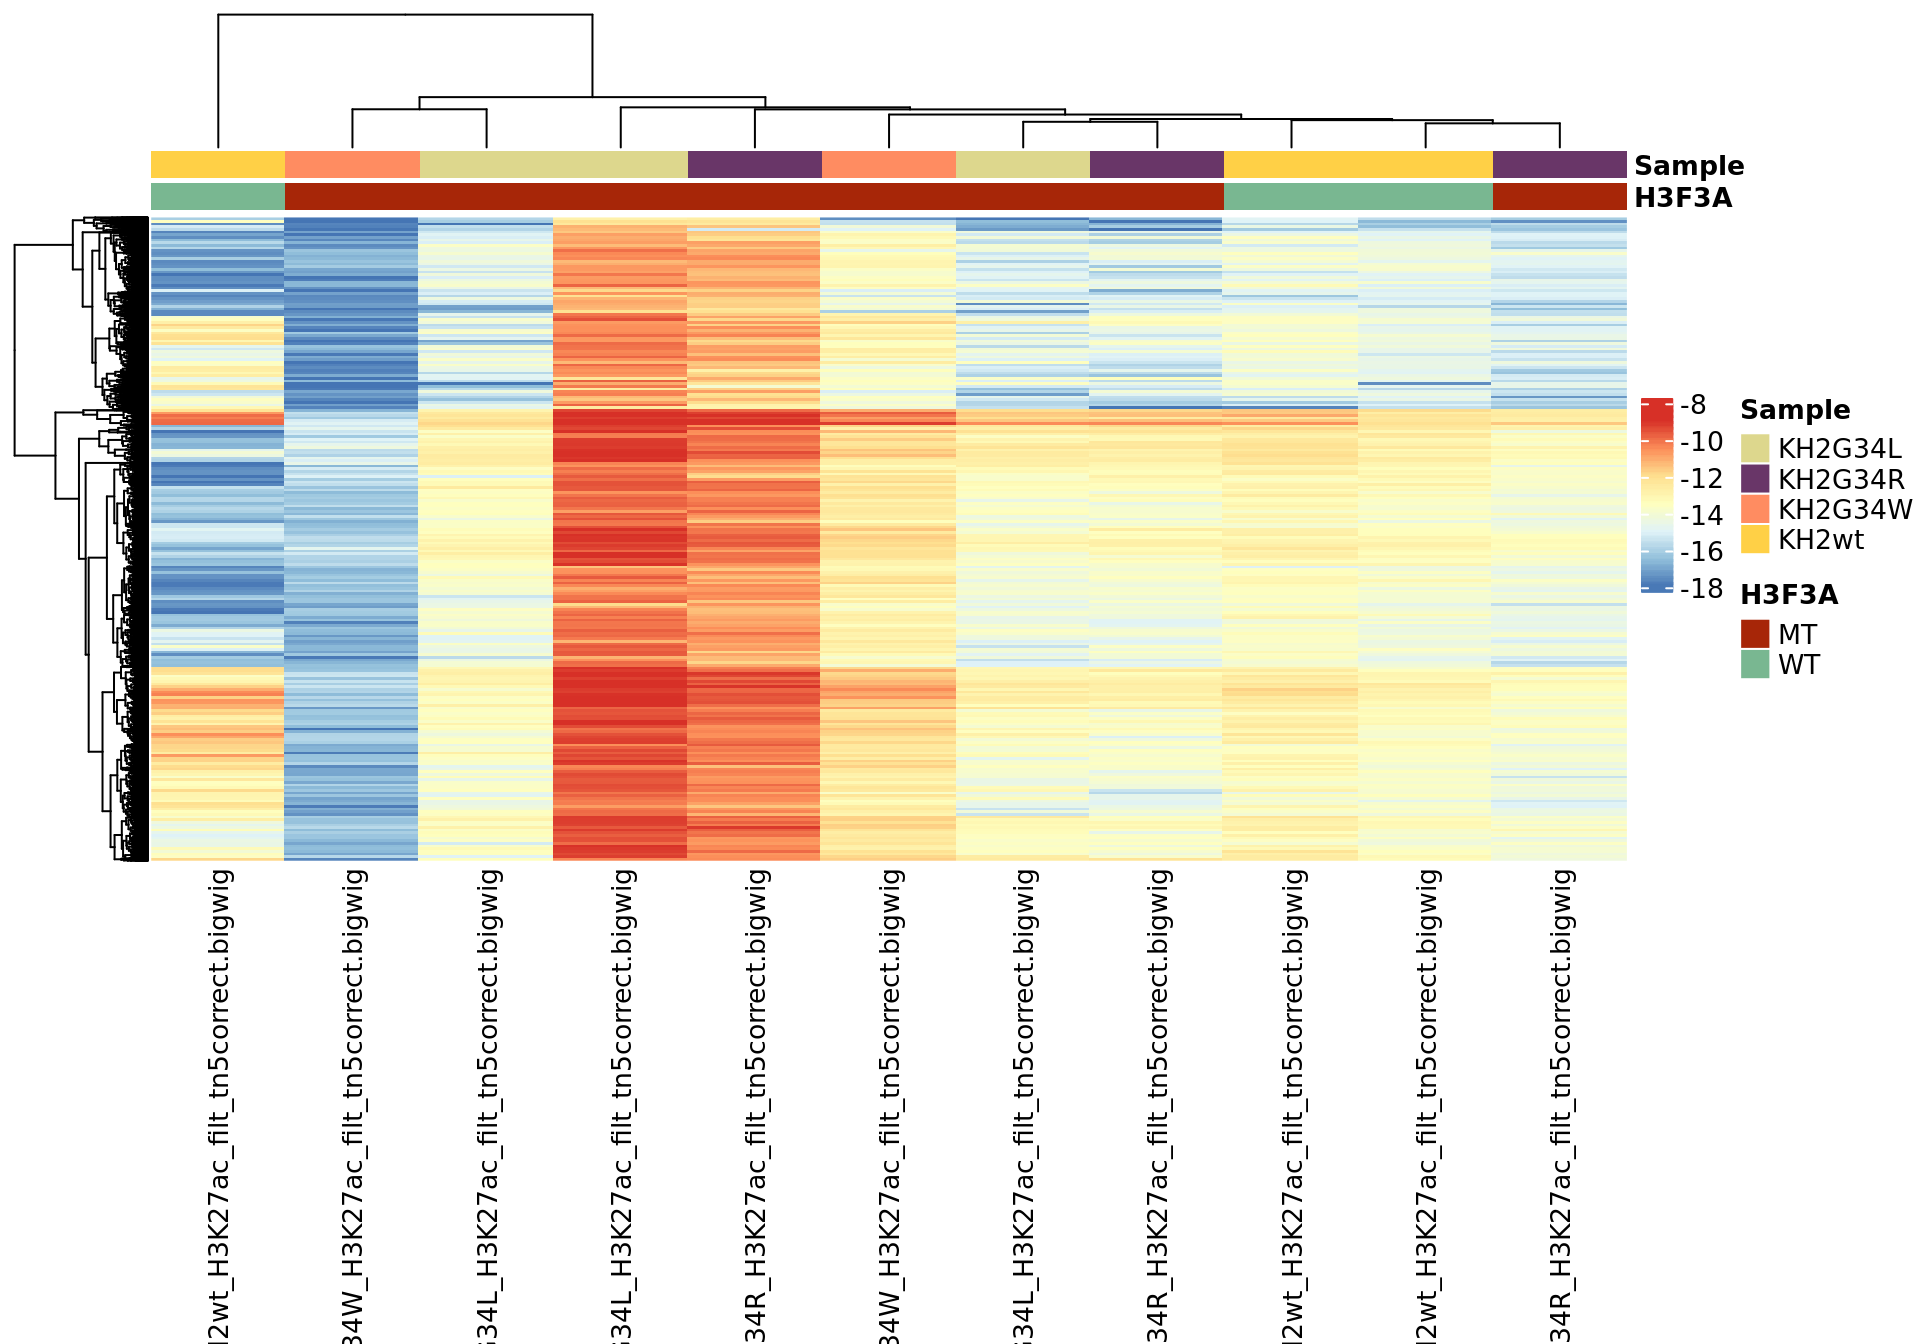 Sample
H3F3A
-8
-10
-12
-14
-16
-18
Sample
KH2G34L
KH2G34R
KH2G34W
KH2wt
H3F3A
MT
WT
2wt_H3K27ac_filt_tn5correct.bigwig
34W_H3K27ac_filt_tn5correct.bigwig
34L_H3K27ac_filt_tn5correct.bigwig
34L_H3K27ac_filt_tn5correct.bigwig
34R_H3K27ac_filt_tn5correct.bigwig
34W_H3K27ac_filt_tn5correct.bigwig
34L_H3K27ac_filt_tn5correct.bigwig
34R_H3K27ac_filt_tn5correct.bigwig
2wt_H3K27ac_filt_tn5correct.bigwig
2wt_H3K27ac_filt_tn5correct.bigwig
34R_H3K27ac_filt_tn5correct.bigwig